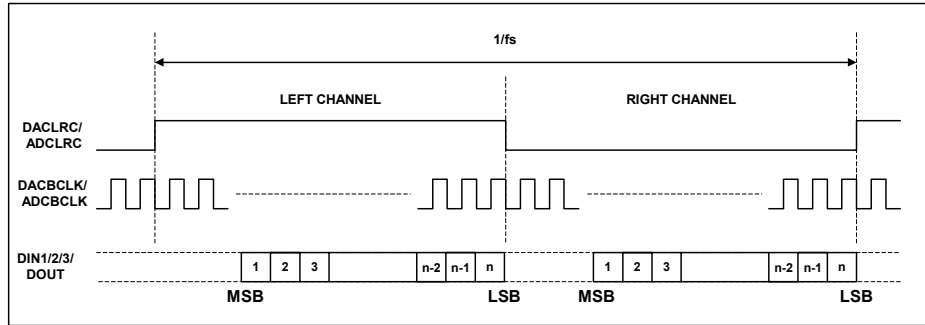 1/fs
LEFT CHANNEL RIGHT CHANNEL
DACLRC/
ADCLRC
DACBCLK/
ADCBCLK
DIN1/2/3/
DOUT
1 2 3 n-2 n-1 n 1 2 3 n-2 n-1 n
MSB LSB MSB LSB